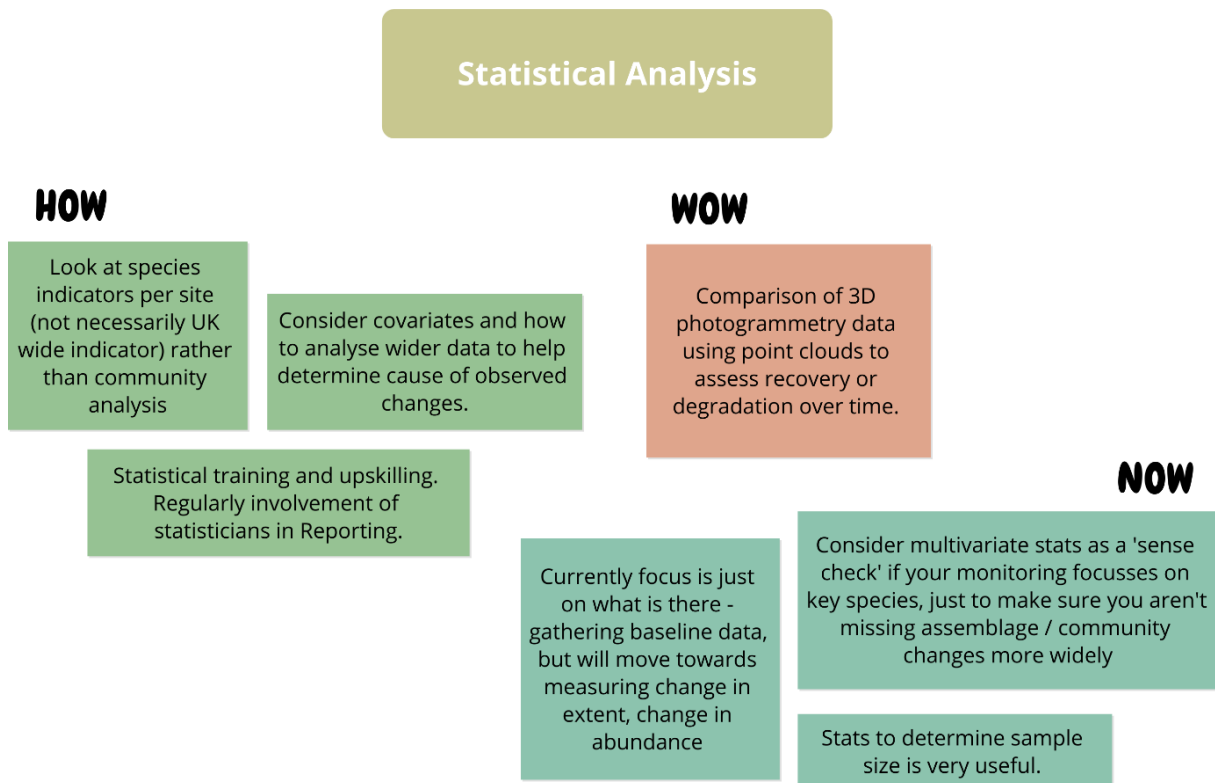 Statistical Analysis
HOW
Look at species
indicators per site
(not necessarily UK
wide indicator) rather
than community
analysis
Consider covariates and how
to analyse wider data to help
determine cause of observed
changes.
Statistical training and upskilling.
Regularly involvement of
statisticians in Reporting.
WOW
Comparison of 3D
photogrammetry data
using point clouds to
assess recovery or
degradation over time.
NOW
Currently focus is just
on what is there -
gathering baseline data,
but will move towards
measuring change in
extent, change in
abundance
Consider multivariate stats as a 'sense
check' if your monitoring focusses on
key species, just to make sure you aren't
missing assemblage / community
changes more widely
Stats to determine sample
size is very useful.